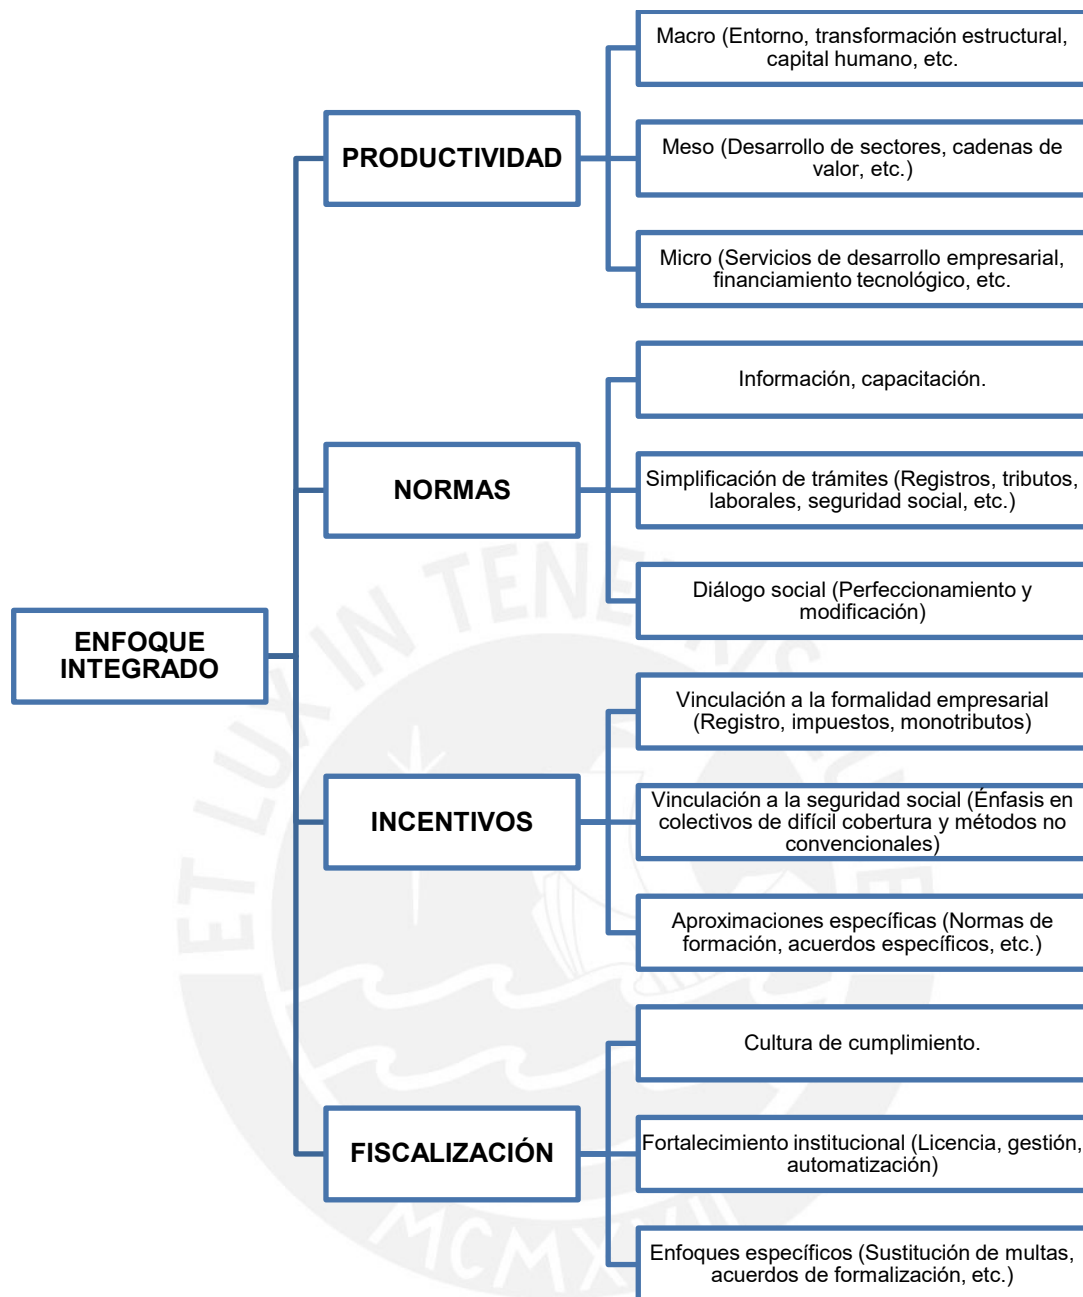 Macro (Entorno, transformación estructural,
capital humano, etc.
PRODUCTIVIDAD
Meso (Desarrollo de sectores, cadenas de
valor, etc.)
Micro (Servicios de desarrollo empresarial,
financiamiento tecnológico, etc.
Información, capacitación.
NORMAS
Simplificación de trámites (Registros, tributos,
laborales, seguridad social, etc.)
Diálogo social (Perfeccionamiento y
modificación)
ENFOQUE
INTEGRADO
Vinculación a la formalidad empresarial
(Registro, impuestos, monotributos)
INCENTIVOS
Vinculación a la seguridad social (Énfasis en
colectivos de difícil cobertura y métodos no
convencionales)
Aproximaciones específicas (Normas de
formación, acuerdos específicos, etc.)
Cultura de cumplimiento.
FISCALIZACIÓN
Fortalecimiento institucional (Licencia, gestión,
automatización)
Enfoques específicos (Sustitución de multas,
acuerdos de formalización, etc.)
ET LUX IN